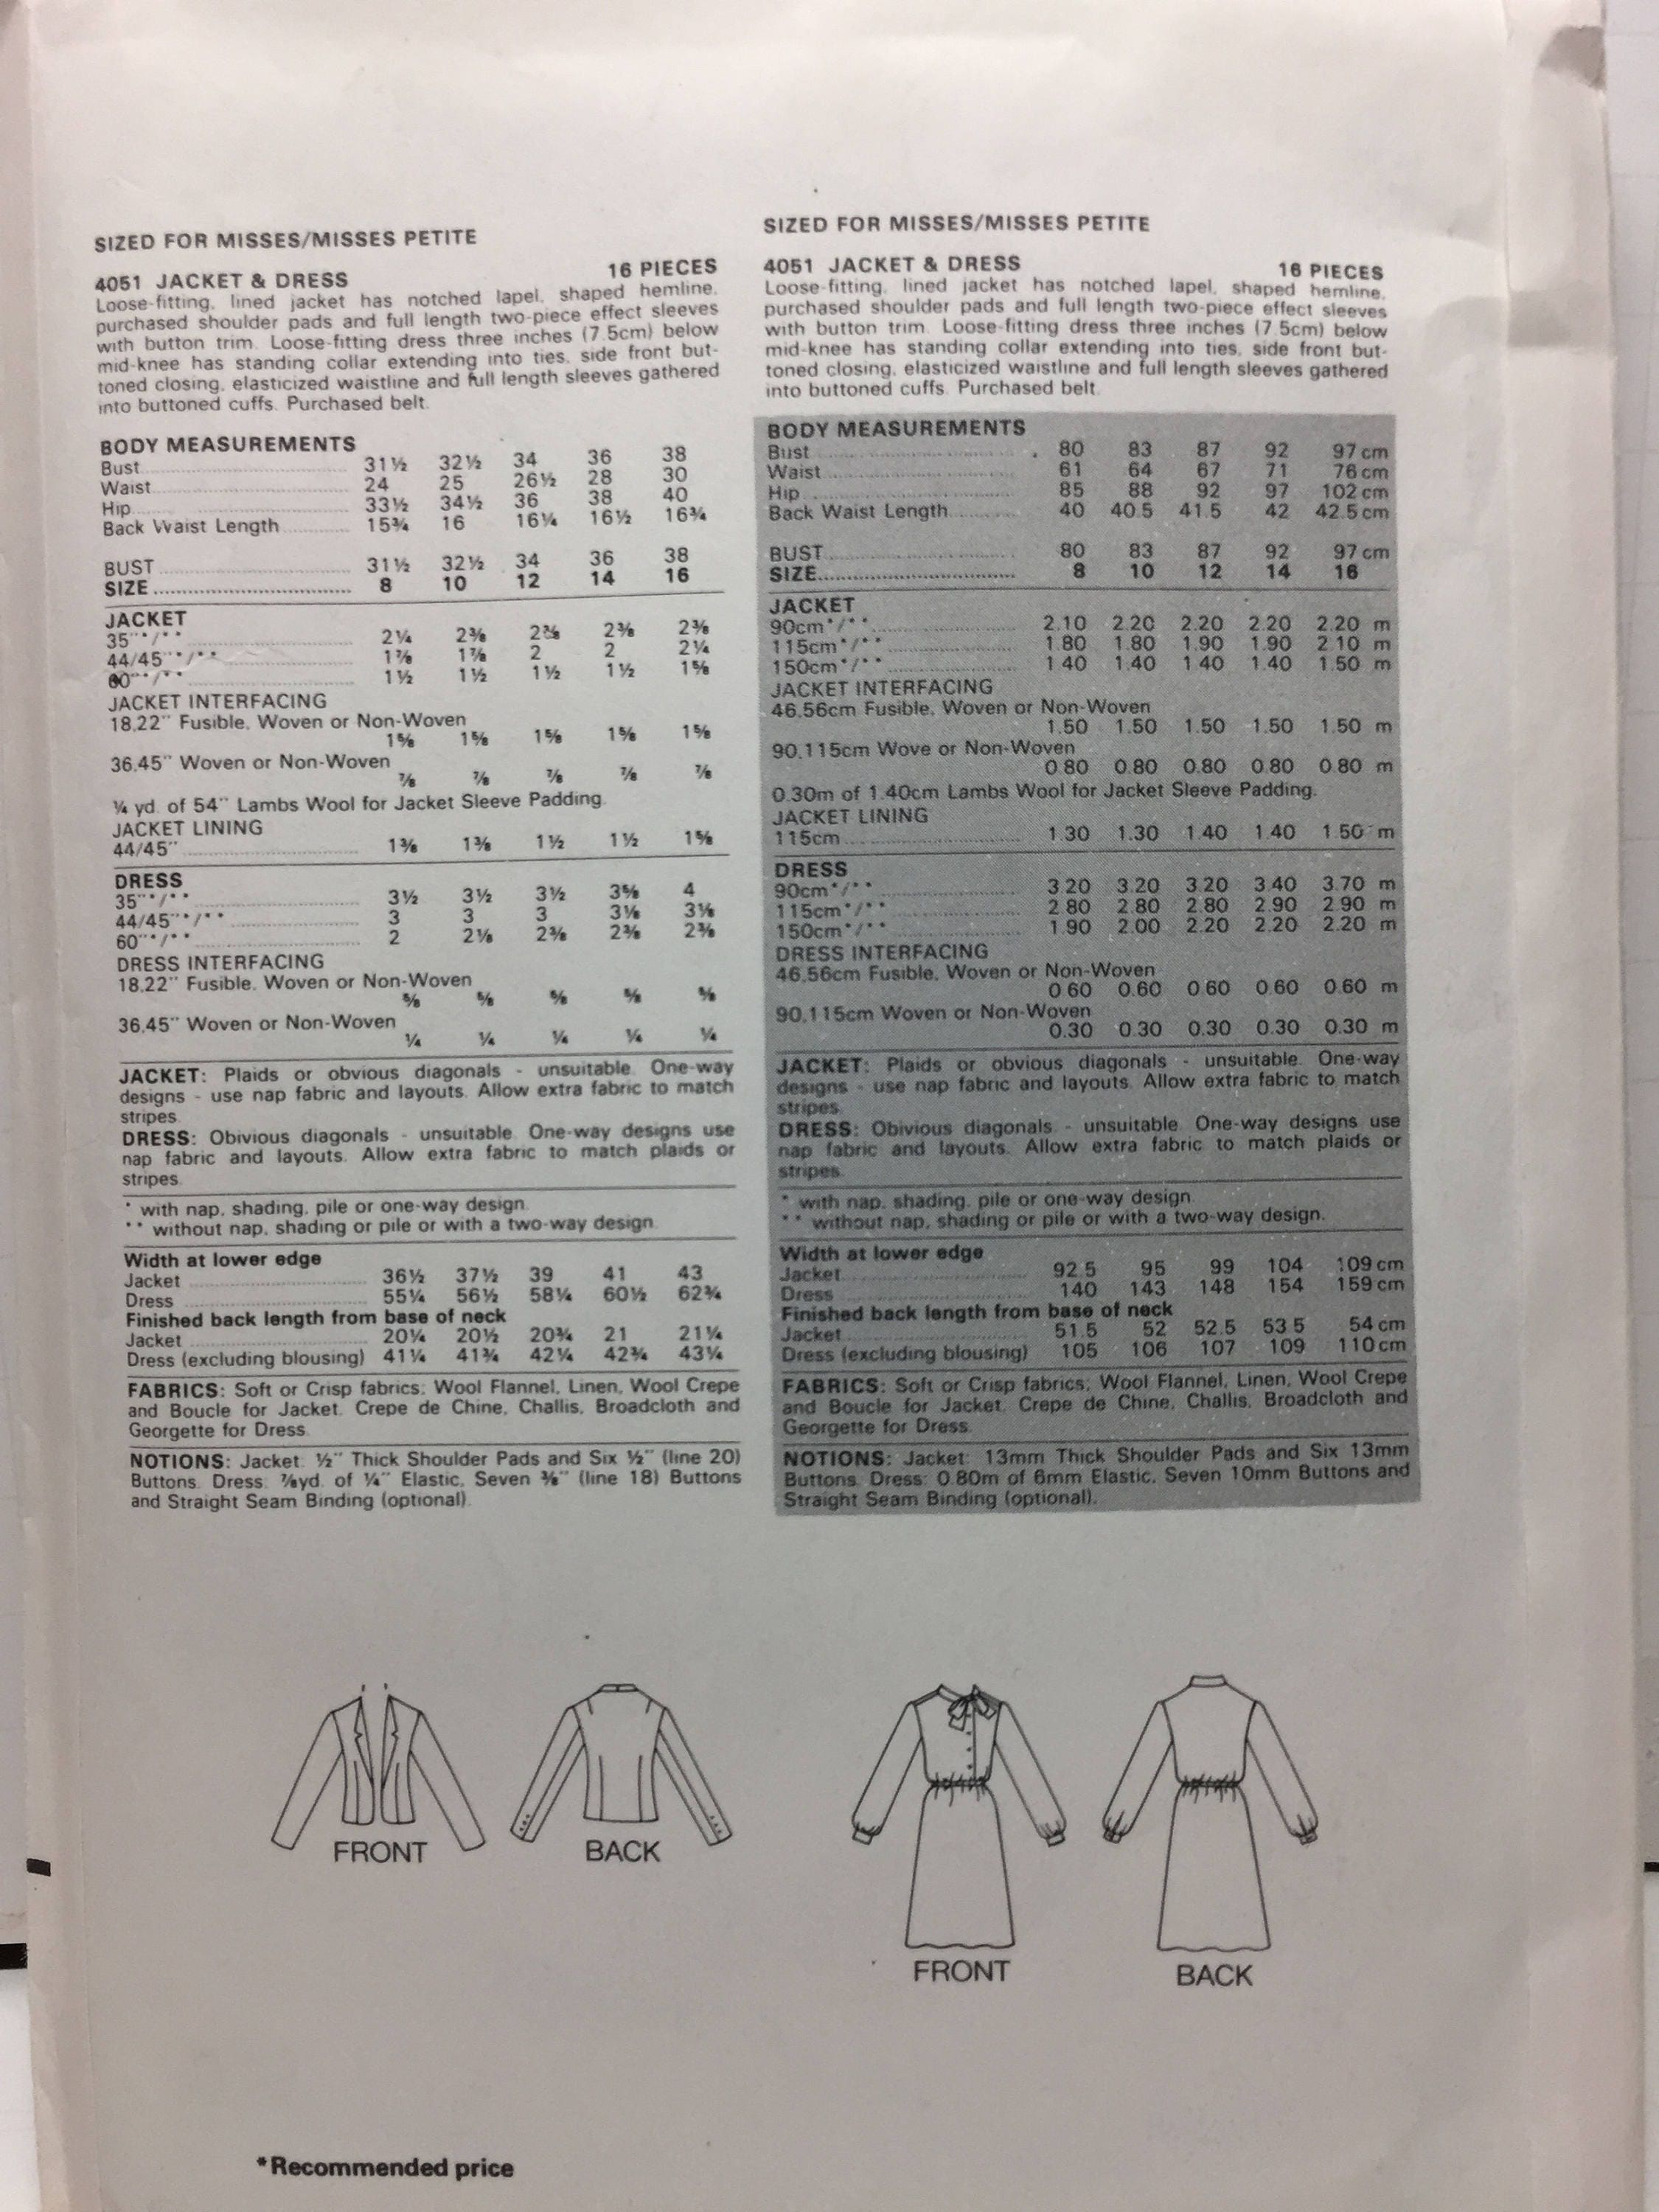 SIZED FOR MISSES/MISSES PETITE
4051 JACKET & DRESS 16 PIECES
Loose-fitting, lined jacket has notched lapel, shaped hemline,
purchased shoulder pads and full length two-piece effect sleeves
with button trim. Loose-fitting dress three inches (7.5cm) below
mid-knee has standing collar extending into ties, side front but-
toned closing, elasticized waistline and full length sleeves gathered
into buttoned cuffs. Purchased belt.
BODY MEASUREMENTS
Bust 31½ 32½ 34 36 38
Waist 24 25 26½ 28 30
Hip 33½ 34½ 36 38 40
Back Waist Length 15¾ 16 16¼ 16½ 16¾
BUST 31½ 32½ 34 36 38
SIZE 8 10 12 14 16
JACKET
35"*/** 2¼ 2⅜ 2⅜ 2⅜ 2⅜
44/45"*/** 1⅞ 1⅞ 2 2 2¼
60"*/** 1½ 1½ 1½ 1½ 1⅝
JACKET INTERFACING
18,22" Fusible, Woven or Non-Woven
1⅝ 1⅝ 1⅝ 1⅝ 1⅝
36,45" Woven or Non-Woven
⅞ ⅞ ⅞ ⅞ ⅞
¼ yd. of 54" Lambs Wool for Jacket Sleeve Padding.
JACKET LINING
44/45" 1⅜ 1⅜ 1½ 1½ 1⅝
DRESS
35"*/** 3½ 3½ 3½ 3⅝ 4
44/45"*/** 3 3 3 3⅛ 3⅛
60"*/** 2 2⅛ 2⅜ 2⅜ 2⅜
DRESS INTERFACING
18,22" Fusible, Woven or Non-Woven
⅝ ⅝ ⅝ ⅝ ⅝
36,45" Woven or Non-Woven
¼ ¼ ¼ ¼ ¼
JACKET: Plaids or obvious diagonals - unsuitable. One-way
designs - use nap fabric and layouts. Allow extra fabric to match
stripes.
DRESS: Obivious diagonals - unsuitable. One-way designs use
nap fabric and layouts. Allow extra fabric to match plaids or
stripes.
* with nap, shading, pile or one-way design.
** without nap, shading or pile or with a two-way design.
Width at lower edge
Jacket 36½ 37½ 39 41 43
Dress 55¼ 56½ 58¼ 60½ 62¾
Finished back length from base of neck
Jacket 20¼ 20½ 20¾ 21 21¼
Dress (excluding blousing) 41¼ 41¾ 42¼ 42¾ 43¼
FABRICS: Soft or Crisp fabrics; Wool Flannel, Linen, Wool Crepe
and Boucle for Jacket. Crepe de Chine, Challis, Broadcloth and
Georgette for Dress.
NOTIONS: Jacket: ½" Thick Shoulder Pads and Six ½" (line 20)
Buttons. Dress: ⅞yd. of ¼" Elastic, Seven ⅜" (line 18) Buttons
and Straight Seam Binding (optional).
SIZED FOR MISSES/MISSES PETITE
4051 JACKET & DRESS 16 PIECES
Loose-fitting, lined jacket has notched lapel, shaped hemline,
purchased shoulder pads and full length two-piece effect sleeves
with button trim. Loose-fitting dress three inches (7.5cm) below
mid-knee has standing collar extending into ties, side front but-
toned closing, elasticized waistline and full length sleeves gathered
into buttoned cuffs. Purchased belt.
BODY MEASUREMENTS
Bust 80 83 87 92 97 cm
Waist 61 64 67 71 76 cm
Hip 85 88 92 97 102 cm
Back Waist Length 40 40.5 41.5 42 42.5 cm
BUST 80 83 87 92 97 cm
SIZE 8 10 12 14 16
JACKET
90cm*/** 2.10 2.20 2.20 2.20 2.20 m
115cm*/** 1.80 1.80 1.90 1.90 2.10 m
150cm*/** 1.40 1.40 1.40 1.40 1.50 m
JACKET INTERFACING
46,56cm Fusible, Woven or Non-Woven
1.50 1.50 1.50 1.50 1.50 m
90,115cm Wove or Non-Woven
0.80 0.80 0.80 0.80 0.80 m
0.30m of 1.40cm Lambs Wool for Jacket Sleeve Padding.
JACKET LINING
115cm 1.30 1.30 1.40 1.40 1.50 m
DRESS
90cm*/** 3.20 3.20 3.20 3.40 3.70 m
115cm*/** 2.80 2.80 2.80 2.90 2.90 m
150cm*/** 1.90 2.00 2.20 2.20 2.20 m
DRESS INTERFACING
46,56cm Fusible, Woven or Non-Woven
0.60 0.60 0.60 0.60 0.60 m
90,115cm Woven or Non-Woven
0.30 0.30 0.30 0.30 0.30 m
JACKET: Plaids or obvious diagonals - unsuitable. One-way
designs - use nap fabric and layouts. Allow extra fabric to match
stripes.
DRESS: Obivious diagonals - unsuitable. One-way designs use
nap fabric and layouts. Allow extra fabric to match plaids or
stripes.
* with nap, shading, pile or one-way design.
** without nap, shading or pile or with a two-way design.
Width at lower edge
Jacket 92.5 95 99 104 109 cm
Dress 140 143 148 154 159 cm
Finished back length from base of neck
Jacket 51.5 52 52.5 53.5 54 cm
Dress (excluding blousing) 105 106 107 109 110 cm
FABRICS: Soft or Crisp fabrics; Wool Flannel, Linen, Wool Crepe
and Boucle for Jacket. Crepe de Chine, Challis, Broadcloth and
Georgette for Dress.
NOTIONS: Jacket: 13mm Thick Shoulder Pads and Six 13mm
Buttons. Dress: 0.80m of 6mm Elastic, Seven 10mm Buttons and
Straight Seam Binding (optional).
FRONT
BACK
FRONT
BACK
*Recommended price